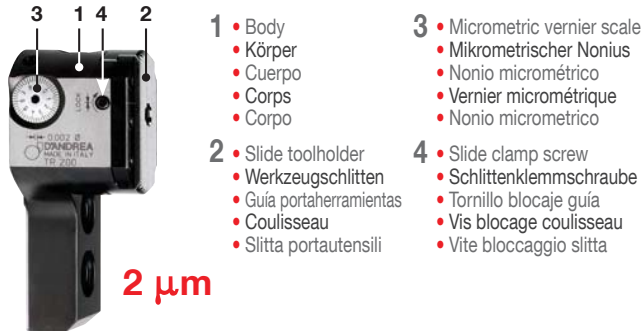 3 1 4 2
LOCK
0.002 Ø
D'ANDREA
MADE IN ITALY
TR 200
2 μm
1 • Body
• Körper
• Cuerpo
• Corps
• Corpo
2 • Slide toolholder
• Werkzeugschlitten
• Guía portaherramientas
• Coulisseau
• Slitta portautensili
3 • Micrometric vernier scale
• Mikrometrischer Nonius
• Nonio micrométrico
• Vernier micrométrique
• Nonio micrometrico
4 • Slide clamp screw
• Schlittenklemmschraube
• Tornillo blocaje guía
• Vis blocage coulisseau
• Vite bloccaggio slitta